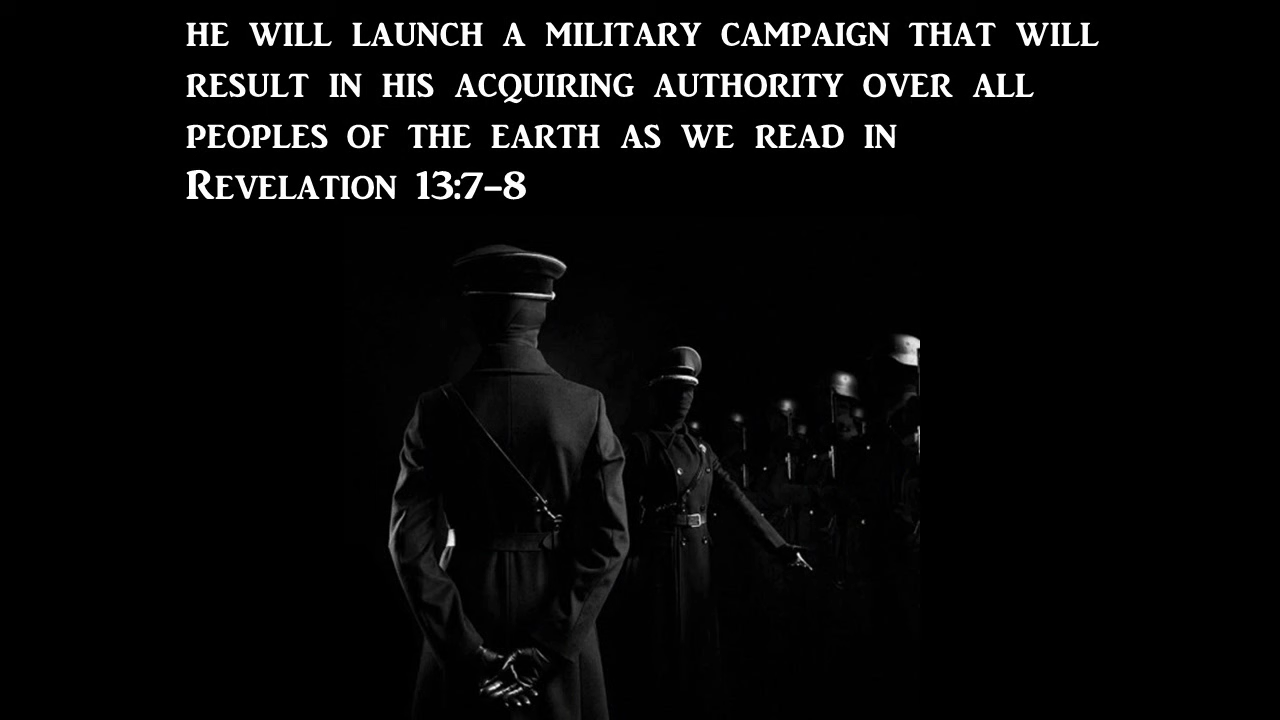 HE WILL LAUNCH A MILITARY CAMPAIGN THAT WILL
RESULT IN HIS ACQUIRING AUTHORITY OVER ALL
PEOPLES OF THE EARTH AS WE READ IN
REVELATION 13:7–8